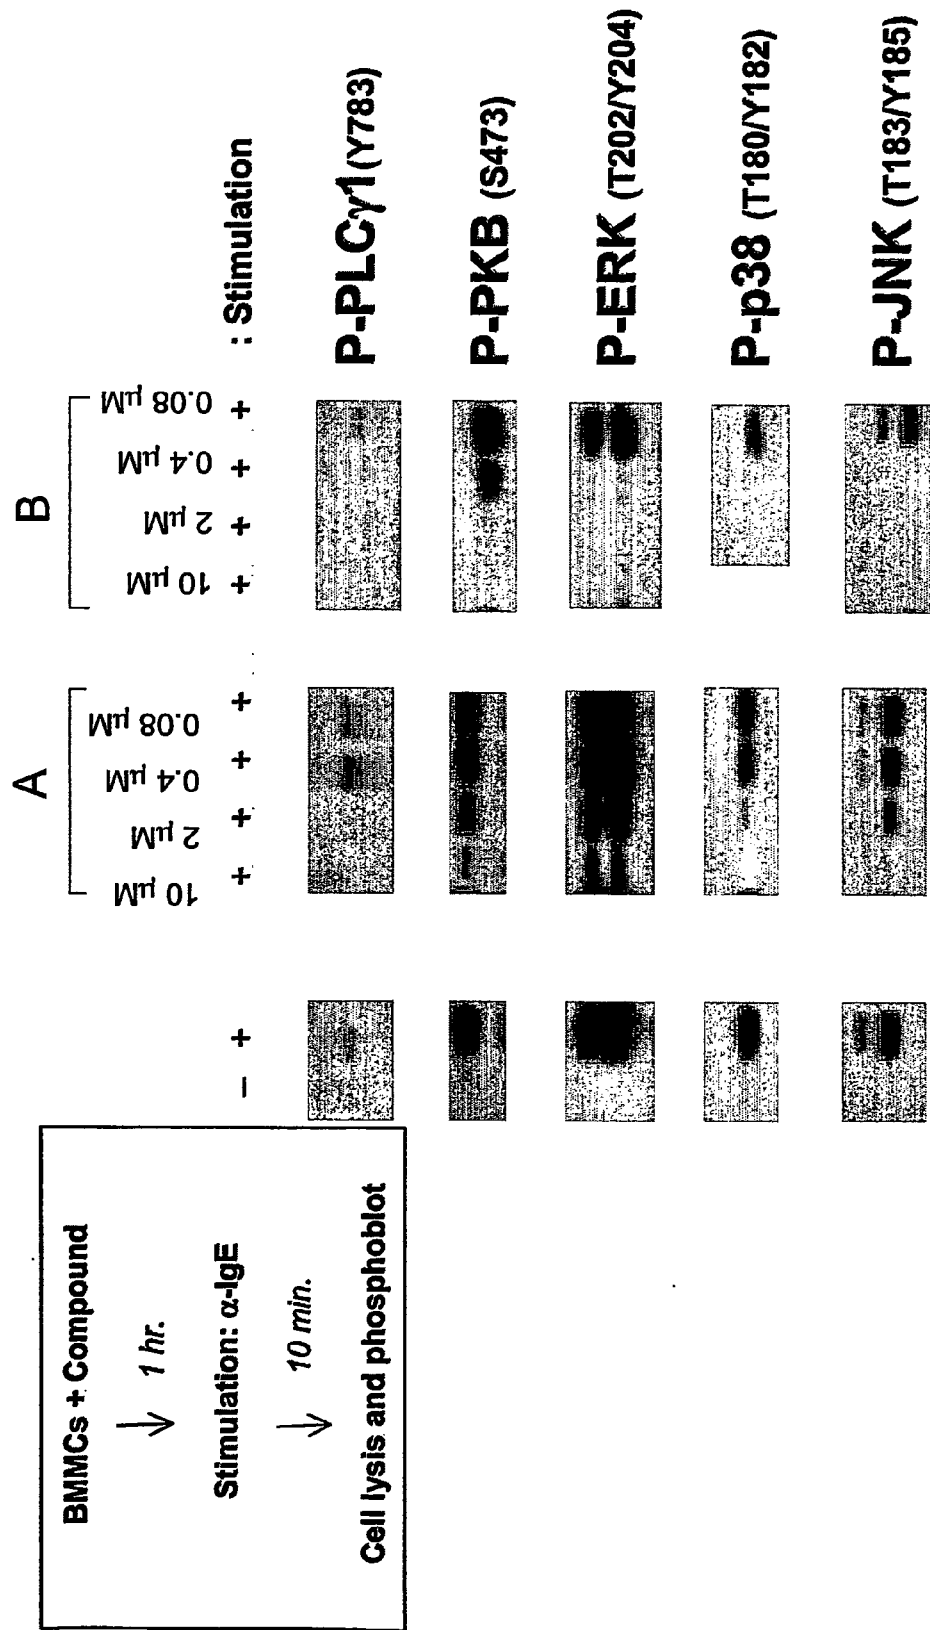 BMMCs + Compound
1 hr.
Stimulation: α-IgE
10 min.
Cell lysis and phosphoblot
A
B
10 µM 2 µM 0.4 µM 0.08 µM 10 µM 2 µM 0.4 µM 0.08 µM
– + + + + + + + + + : Stimulation
P-PLCγ1(Y783)
P-PKB (S473)
P-ERK (T202/Y204)
P-p38 (T180/Y182)
P-JNK (T183/Y185)